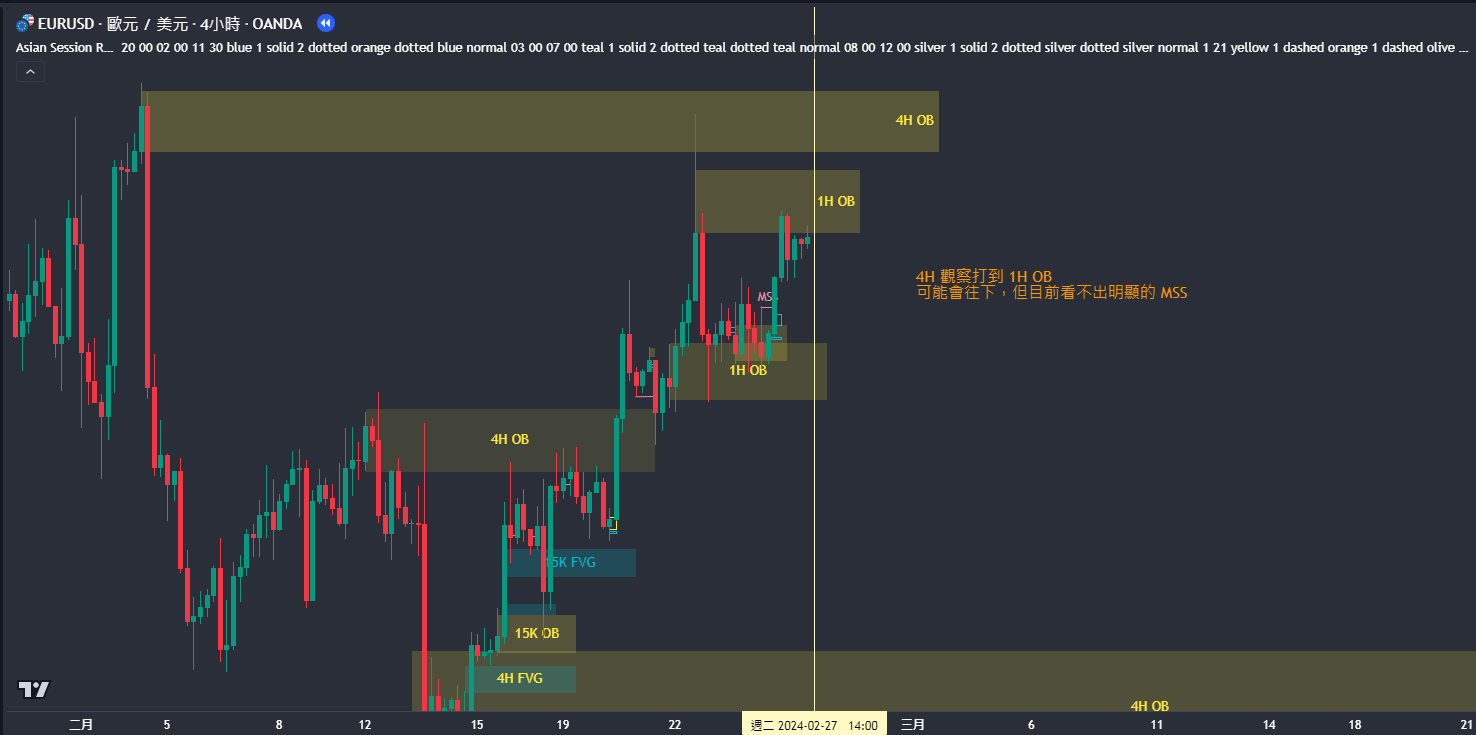 EURUSD · 歐元 / 美元 · 4小時 · OANDA
Asian Session R... 20 00 02 00 11 30 blue 1 solid 2 dotted orange dotted blue normal 03 00 07 00 teal 1 solid 2 dotted teal dotted teal normal 08 00 12 00 silver 1 solid 2 dotted silver dotted silver normal 1 21 yellow 1 dashed orange 1 dashed olive ...
4H OB
1H OB
4H 觀察打到 1H OB
可能會往下，但目前看不出明顯的 MSS
MSS
1H OB
4H OB
15K FVG
15K OB
4H FVG
4H OB
二月 5 8 12 15 19 22 週二 2024-02-27 14:00 三月 6 11 14 18 21